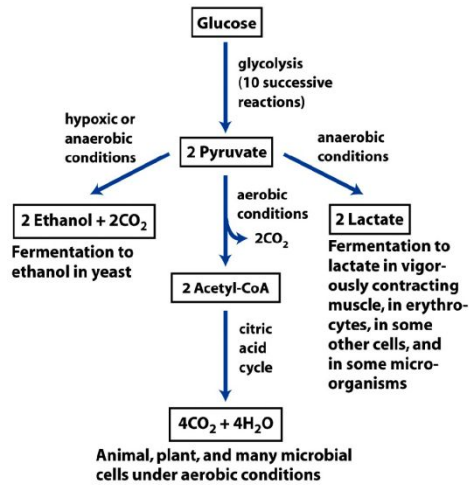 Glucose
glycolysis
(10 successive
reactions)
hypoxic or
anaerobic
conditions
2 Pyruvate
anaerobic
conditions
2 Ethanol + 2CO₂
Fermentation to
ethanol in yeast
aerobic
conditions
2CO₂
2 Lactate
Fermentation to
lactate in vigor-
ously contracting
muscle, in erythro-
cytes, in some
other cells, and
in some micro-
organisms
2 Acetyl-CoA
citric
acid
cycle
4CO₂ + 4H₂O
Animal, plant, and many microbial
cells under aerobic conditions